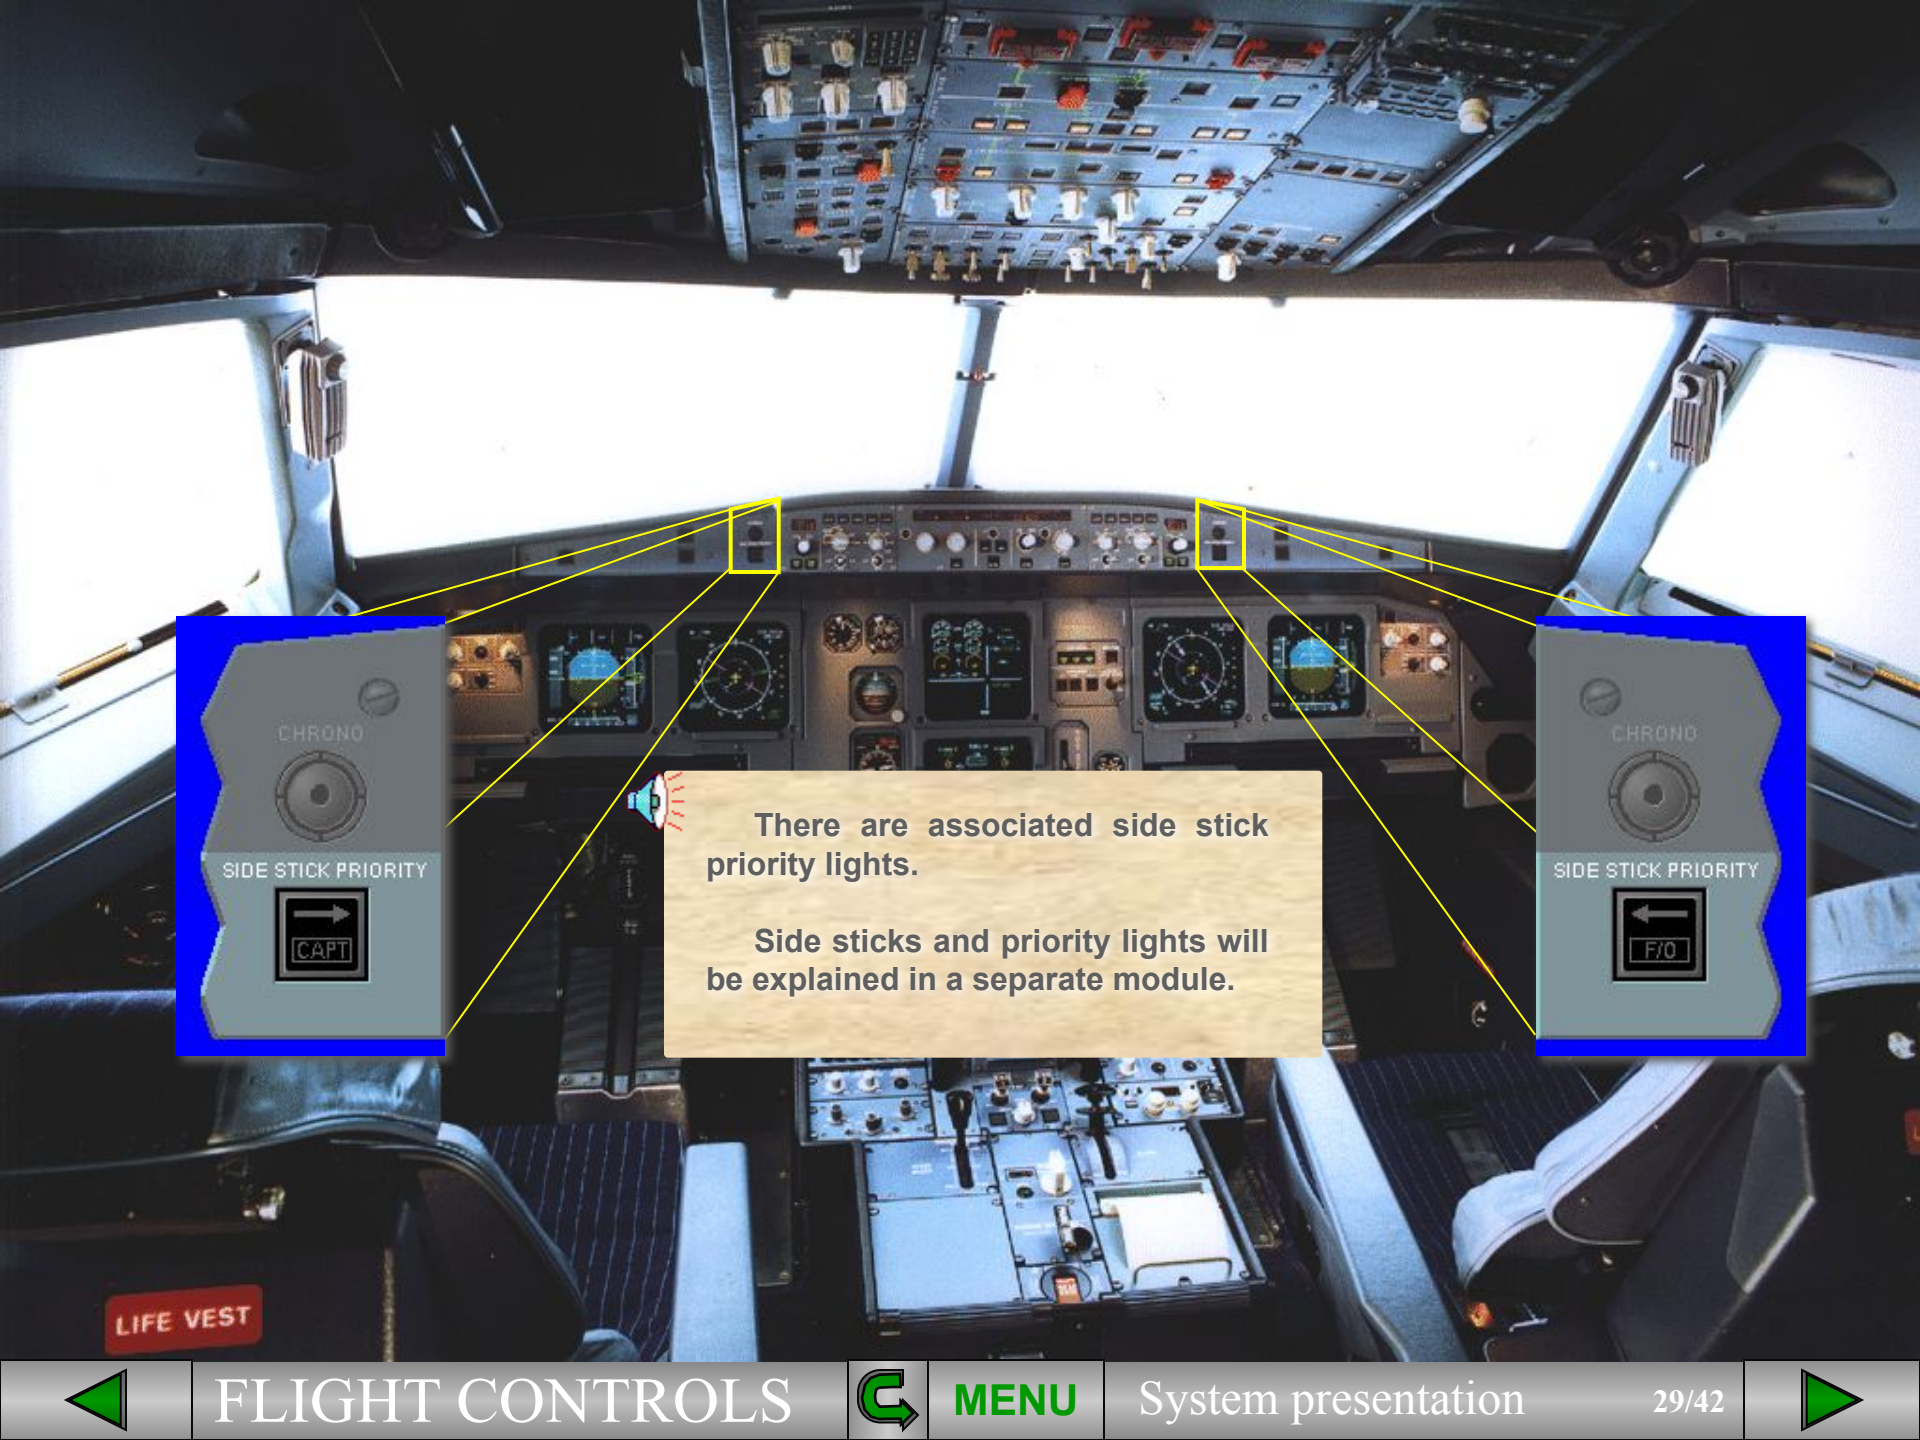 CHRONO
SIDE STICK PRIORITY
CAPT
There are associated side stick
priority lights.
Side sticks and priority lights will
be explained in a separate module.
CHRONO
SIDE STICK PRIORITY
F/O
LIFE VEST
FLIGHT CONTROLS
MENU
System presentation
29/42